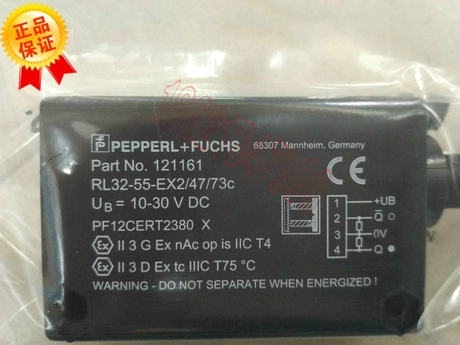 正品
保证
PEPPERL+FUCHS 68307 Mannheim, Germany
Part No. 121161
RL32-55-EX2/47/73c
UB = 10-30 V DC
PF12CERT2380 X
Ex II 3 G Ex nAc op is IIC T4
Ex II 3 D Ex tc IIIC T75 °C
WARNING - DO NOT SEPARATE WHEN ENERGIZED !
1 +UB
2 Q
3 0V
4 Q